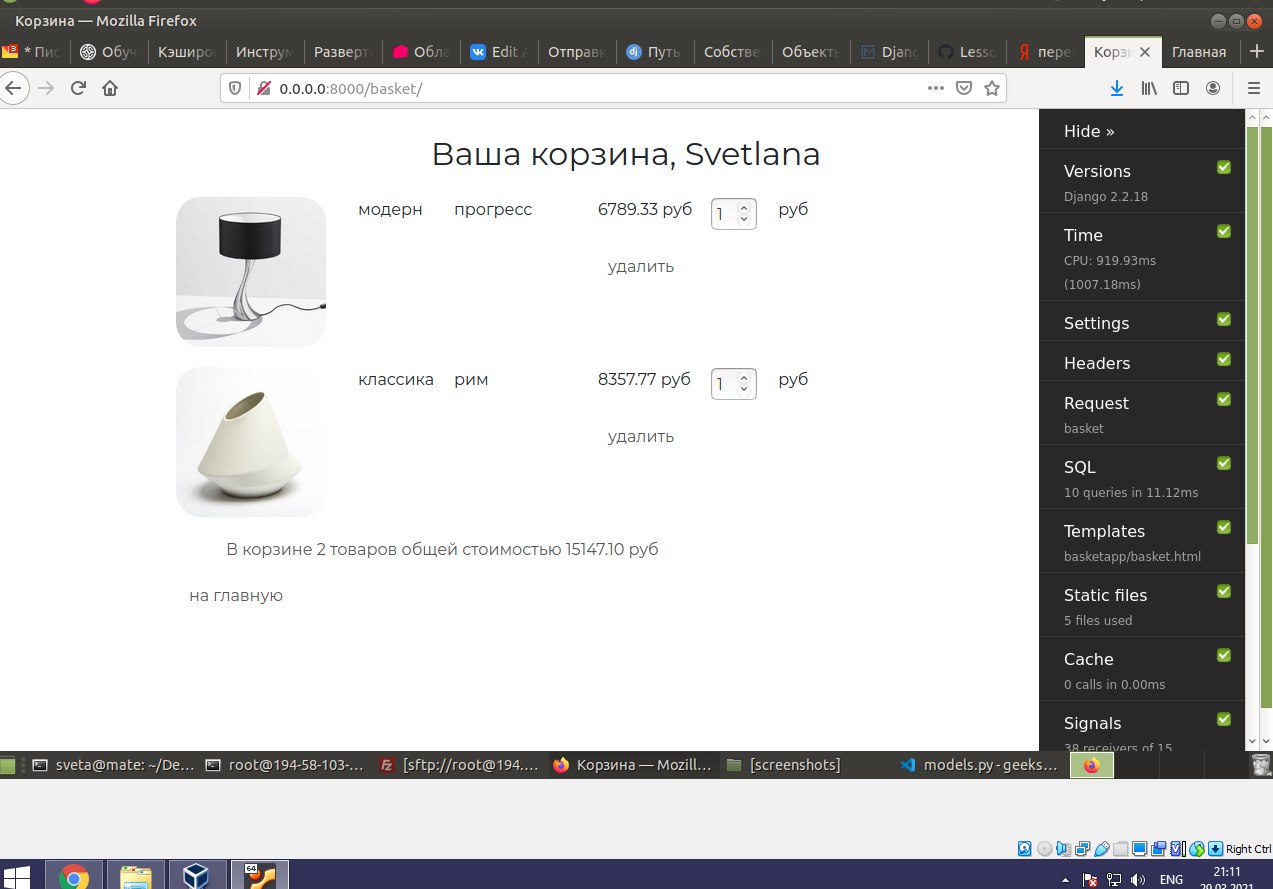 Корзина — Mozilla Firefox
* Пис
Обуч
Кэширо
Инструм
Разверт
Обла
Edit A
Отправк
Путь
Собстве
Объект
Djang
Lesso
пере
Корзи
Главная
0.0.0.0:8000/basket/
Ваша корзина, Svetlana
модерн прогресс 6789.33 руб 1 руб
удалить
классика рим 8357.77 руб 1 руб
удалить
В корзине 2 товаров общей стоимостью 15147.10 руб
на главную
Hide »
Versions
Django 2.2.18
Time
CPU: 919.93ms
(1007.18ms)
Settings
Headers
Request
basket
SQL
10 queries in 11.12ms
Templates
basketapp/basket.html
Static files
5 files used
Cache
0 calls in 0.00ms
Signals
38 receivers of 15
sveta@mate: ~/De...
root@194-58-103-...
[sftp://root@194....
Корзина — Mozill...
[screenshots]
models.py - geeks...
Right Ctrl
64
ENG
21:11
29.03.2021